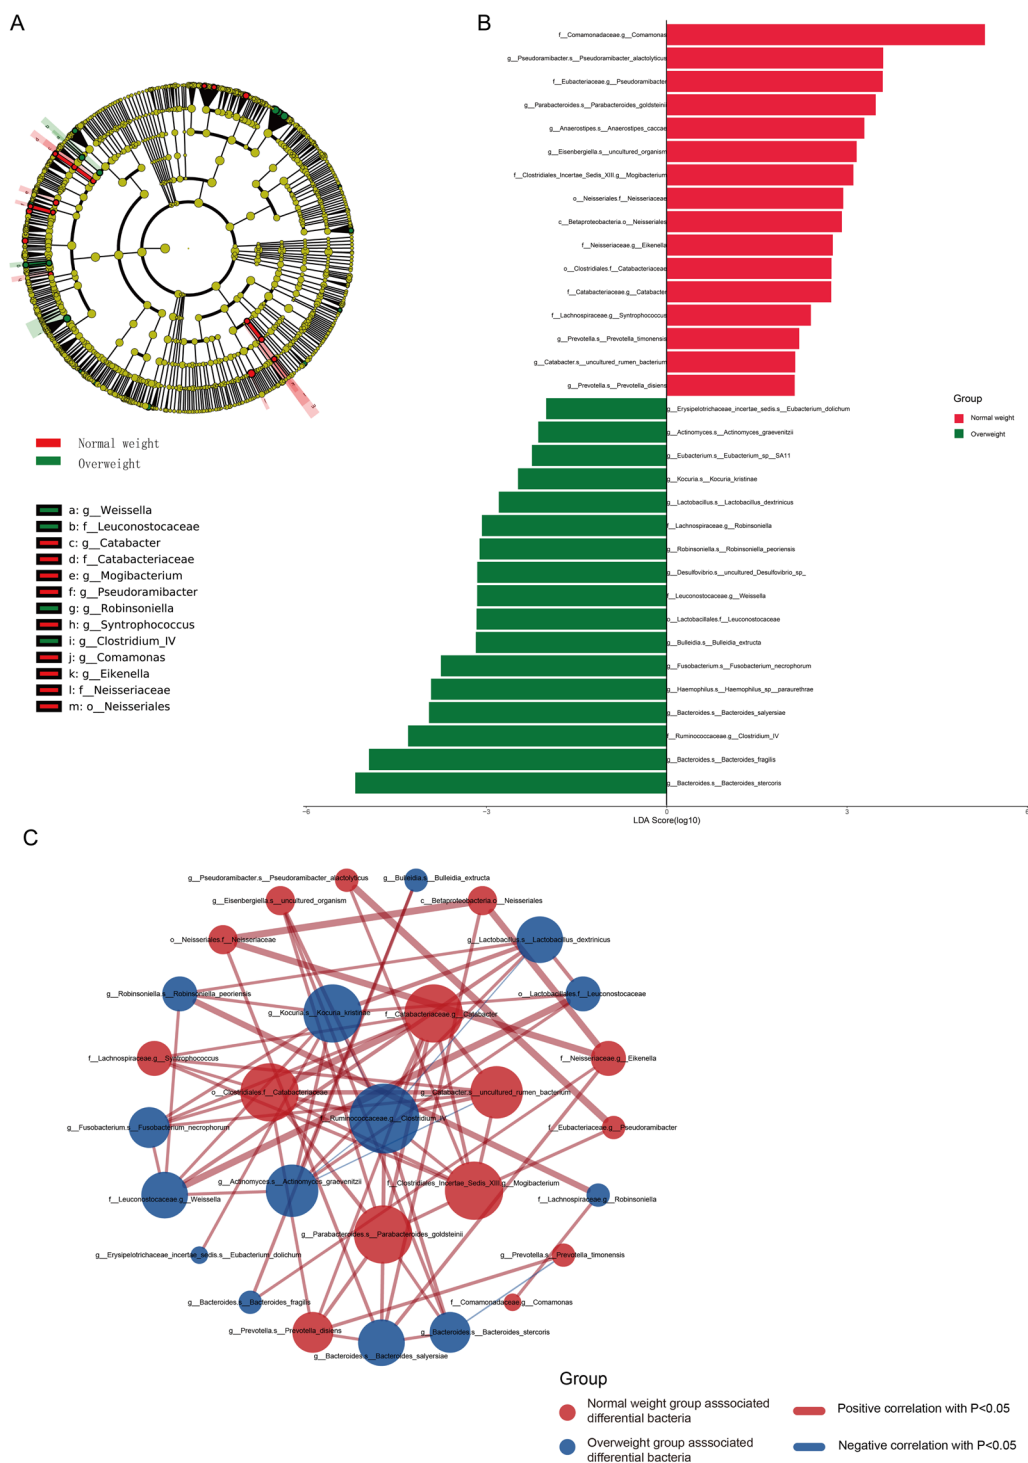 A
B
Normal weight
Overweight
a: g__Weissella
b: f__Leuconostocaceae
c: g__Catabacter
d: f__Catabacteriaceae
e: g__Mogibacterium
f: g__Pseudoramibacter
g: g__Robinsoniella
h: g__Syntrophococcus
i: g__Clostridium_IV
j: g__Comamonas
k: g__Eikenella
l: f__Neisseriaceae
m: o__Neisseriales
f__Comamonadaceae.g__Comamonas
g__Pseudoramibacter.s__Pseudoramibacter_alactolyticus
f__Eubacteriaceae.g__Pseudoramibacter
g__Parabacteroides.s__Parabacteroides_goldsteinii
g__Anaerostipes.s__Anaerostipes_caccae
g__Eisenbergiella.s__uncultured_organism
f__Clostridiales_Incertae_Sedis_XIII.g__Mogibacterium
o__Neisseriales.f__Neisseriaceae
c__Betaproteobacteria.o__Neisseriales
f__Neisseriaceae.g__Eikenella
o__Clostridiales.f__Catabacteriaceae
f__Catabacteriaceae.g__Catabacter
f__Lachnospiraceae.g__Syntrophococcus
g__Prevotella.s__Prevotella_timonensis
g__Catabacter.s__uncultured_rumen_bacterium
g__Prevotella.s__Prevotella_disiens
g__Erysipelotrichaceae_incertae_sedis.s__Eubacterium_dolichum
g__Actinomyces.s__Actinomyces_graevenitzii
g__Eubacterium.s__Eubacterium_sp__SA11
g__Kocuria.s__Kocuria_kristinae
g__Lactobacillus.s__Lactobacillus_dextrinicus
f__Lachnospiraceae.g__Robinsoniella
g__Robinsoniella.s__Robinsoniella_peoriensis
g__Desulfovibrio.s__uncultured_Desulfovibrio_sp_
f__Leuconostocaceae.g__Weissella
o__Lactobacillales.f__Leuconostocaceae
g__Bulleidia.s__Bulleidia_extructa
g__Fusobacterium.s__Fusobacterium_necrophorum
g__Haemophilus.s__Haemophilus_sp__paraurethrae
g__Bacteroides.s__Bacteroides_salyersiae
f__Ruminococcaceae.g__Clostridium_IV
g__Bacteroides.s__Bacteroides_fragilis
g__Bacteroides.s__Bacteroides_stercoris
Group
Normal weight
Overweight
−6 −3 0 3 6
LDA Score(log10)
C
g__Pseudoramibacter.s__Pseudoramibacter_alactolyticus
g__Bulleidia.s__Bulleidia_extructa
g__Eisenbergiella.s__uncultured_organism
c__Betaproteobacteria.o__Neisseriales
o__Neisseriales.f__Neisseriaceae
g__Lactobacillus.s__Lactobacillus_dextrinicus
g__Robinsoniella.s__Robinsoniella_peoriensis
o__Lactobacillales.f__Leuconostocaceae
g__Kocuria.s__Kocuria_kristinae
f__Catabacteriaceae.g__Catabacter
f__Lachnospiraceae.g__Syntrophococcus
f__Neisseriaceae.g__Eikenella
o__Clostridiales.f__Catabacteriaceae
g__Catabacter.s__uncultured_rumen_bacterium
f__Ruminococcaceae.g__Clostridium_IV
g__Fusobacterium.s__Fusobacterium_necrophorum
f__Eubacteriaceae.g__Pseudoramibacter
g__Actinomyces.s__Actinomyces_graevenitzii
f__Clostridiales_Incertae_Sedis_XIII.g__Mogibacterium
f__Leuconostocaceae.g__Weissella
f__Lachnospiraceae.g__Robinsoniella
g__Parabacteroides.s__Parabacteroides_goldsteinii
g__Erysipelotrichaceae_incertae_sedis.s__Eubacterium_dolichum
g__Prevotella.s__Prevotella_timonensis
g__Bacteroides.s__Bacteroides_fragilis
f__Comamonadaceae.g__Comamonas
g__Prevotella.s__Prevotella_disiens
g__Bacteroides.s__Bacteroides_stercoris
g__Bacteroides.s__Bacteroides_salyersiae
Group
Normal weight group asssociated
differential bacteria
Positive correlation with P<0.05
Overweight group asssociated
differential bacteria
Negative correlation with P<0.05